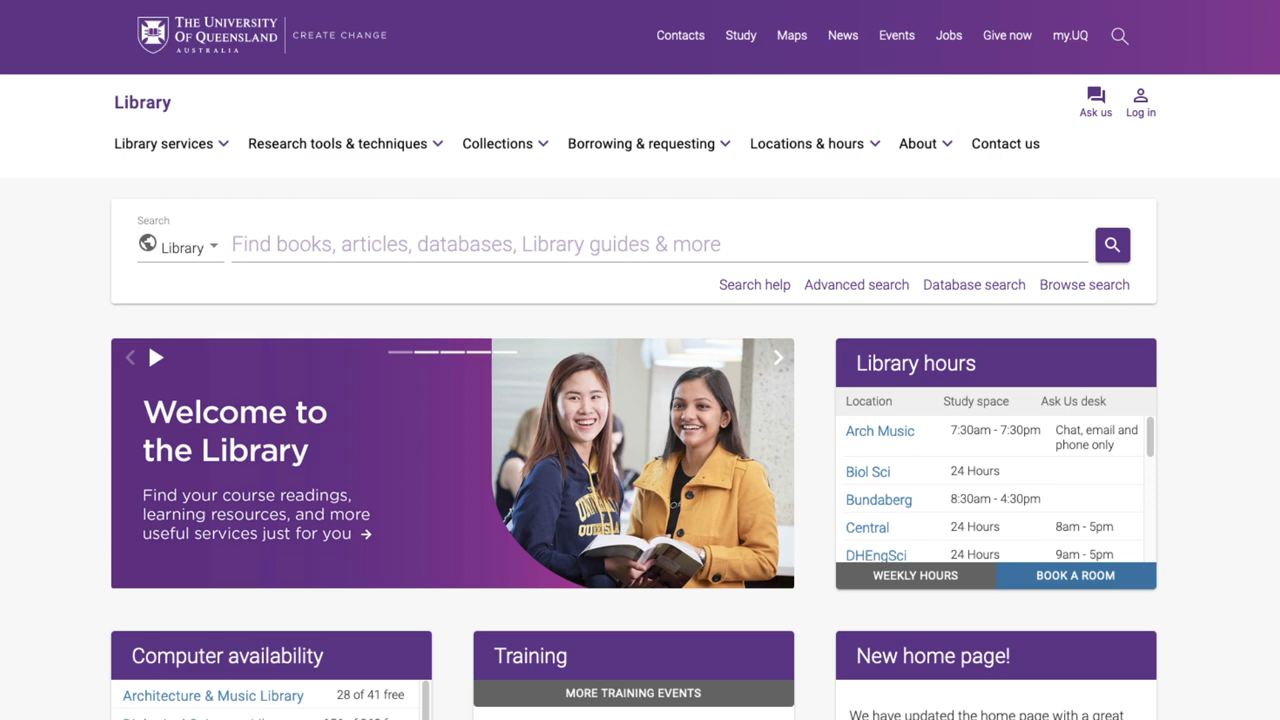 THE UNIVERSITY
OF QUEENSLAND
AUSTRALIA
CREATE CHANGE
Contacts Study Maps News Events Jobs Give now my.UQ
Library
Ask us Log in
Library services Research tools & techniques Collections Borrowing & requesting Locations & hours About Contact us
Search
Library Find books, articles, databases, Library guides & more
Search help Advanced search Database search Browse search
Welcome to
the Library
Find your course readings,
learning resources, and more
useful services just for you →
Library hours
Location Study space Ask Us desk
Arch Music 7:30am - 7:30pm Chat, email and
phone only
Biol Sci 24 Hours
Bundaberg 8:30am - 4:30pm
Central 24 Hours 8am - 5pm
DHEngSci 24 Hours 9am - 5pm
WEEKLY HOURS BOOK A ROOM
Computer availability
Architecture & Music Library 28 of 41 free
Training
MORE TRAINING EVENTS
New home page!
We have updated the home page with a great